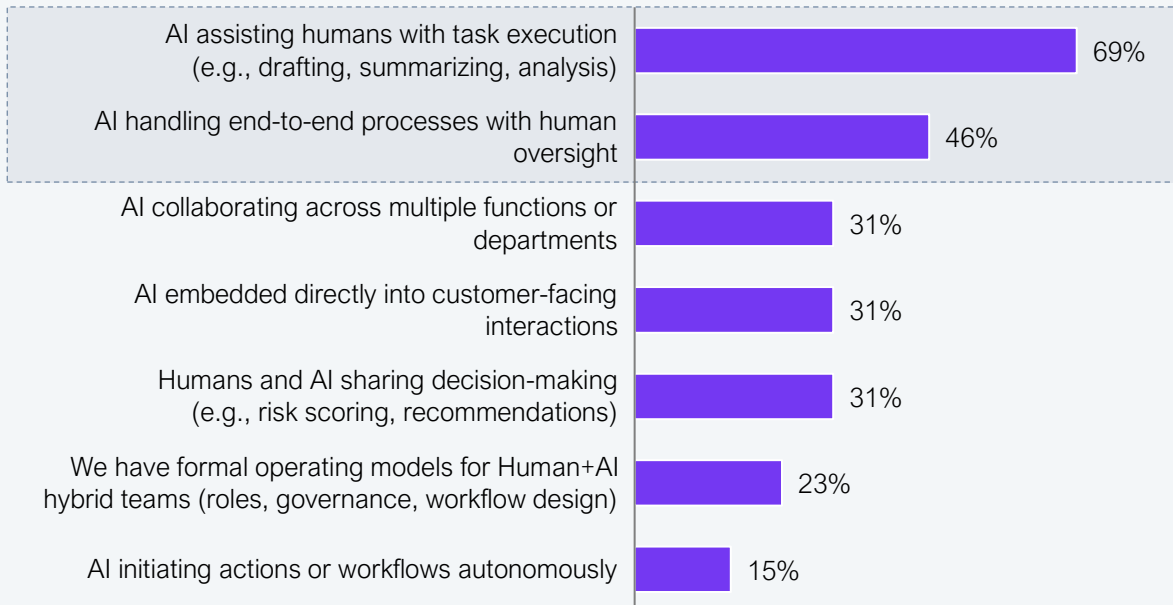 AI assisting humans with task execution
(e.g., drafting, summarizing, analysis)
69%
AI handling end-to-end processes with human
oversight
46%
AI collaborating across multiple functions or
departments
31%
AI embedded directly into customer-facing
interactions
31%
Humans and AI sharing decision-making
(e.g., risk scoring, recommendations)
31%
We have formal operating models for Human+AI
hybrid teams (roles, governance, workflow design)
23%
AI initiating actions or workflows autonomously
15%